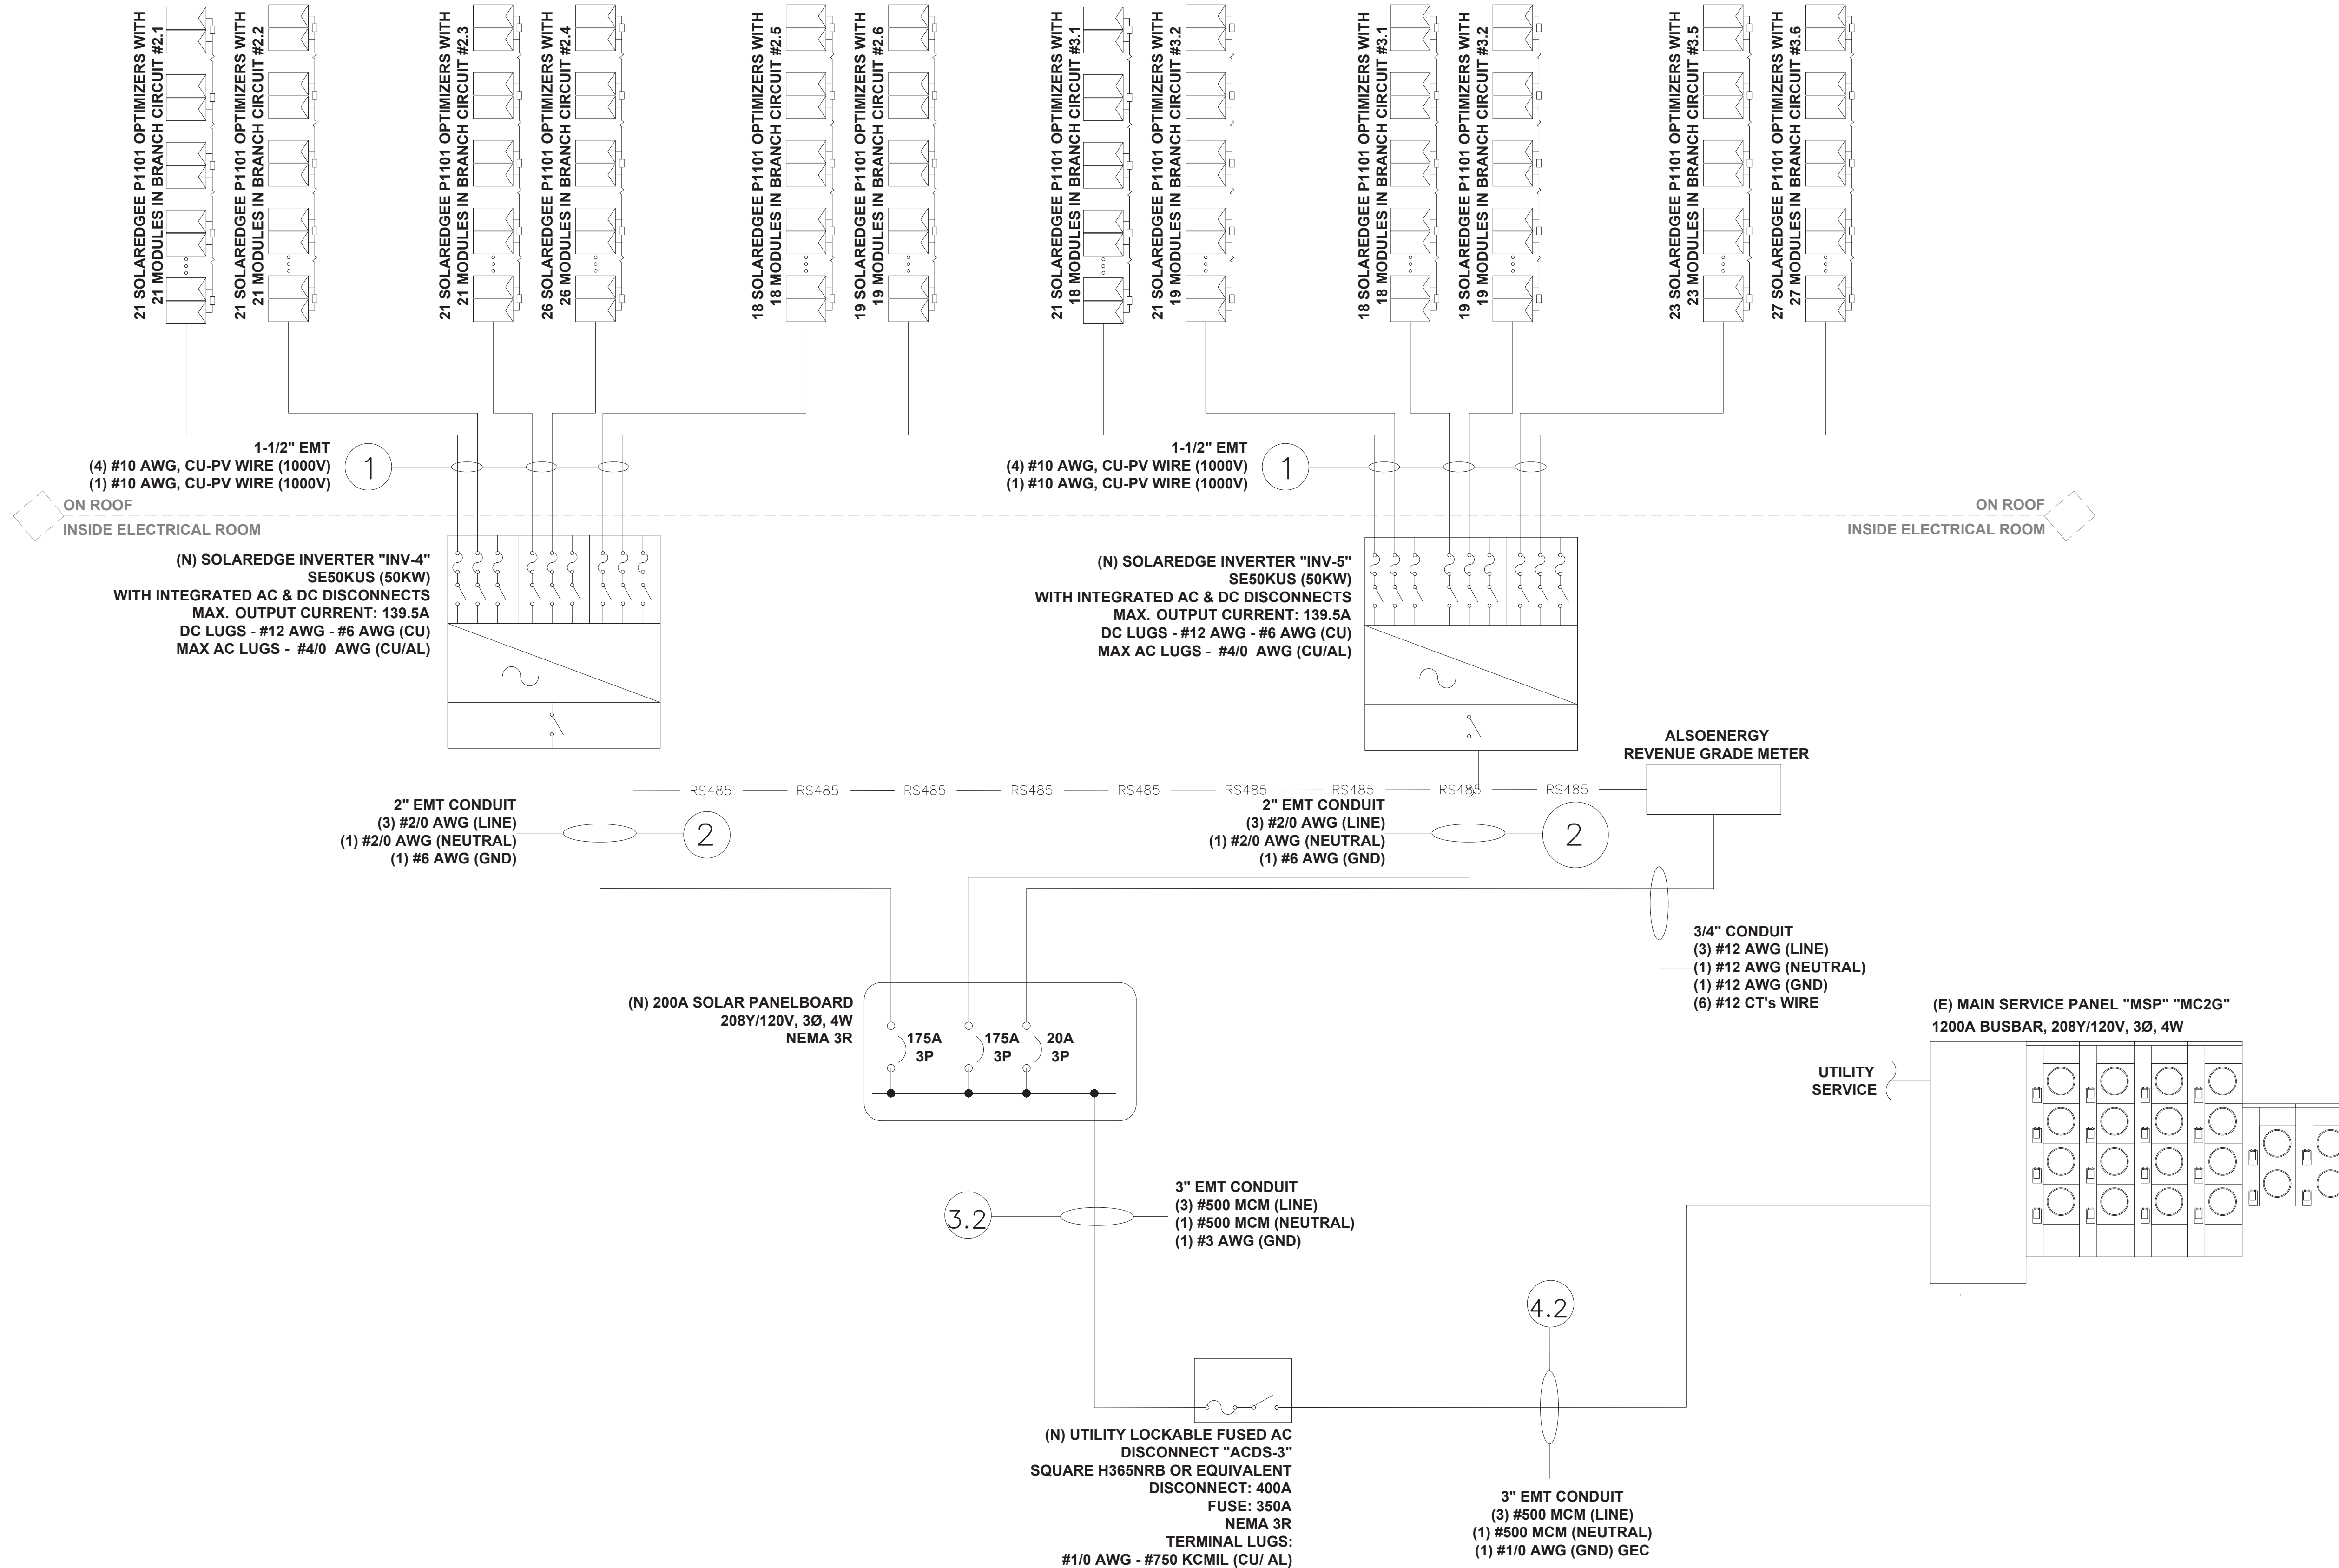 21 SOLAREDGEE P1101 OPTIMIZERS WITH
21 MODULES IN BRANCH CIRCUIT #2.1
21 SOLAREDGEE P1101 OPTIMIZERS WITH
21 MODULES IN BRANCH CIRCUIT #2.2
21 SOLAREDGEE P1101 OPTIMIZERS WITH
21 MODULES IN BRANCH CIRCUIT #2.3
26 SOLAREDGEE P1101 OPTIMIZERS WITH
26 MODULES IN BRANCH CIRCUIT #2.4
18 SOLAREDGEE P1101 OPTIMIZERS WITH
18 MODULES IN BRANCH CIRCUIT #2.5
19 SOLAREDGEE P1101 OPTIMIZERS WITH
19 MODULES IN BRANCH CIRCUIT #2.6
21 SOLAREDGEE P1101 OPTIMIZERS WITH
18 MODULES IN BRANCH CIRCUIT #3.1
21 SOLAREDGEE P1101 OPTIMIZERS WITH
19 MODULES IN BRANCH CIRCUIT #3.2
18 SOLAREDGEE P1101 OPTIMIZERS WITH
18 MODULES IN BRANCH CIRCUIT #3.1
19 SOLAREDGEE P1101 OPTIMIZERS WITH
19 MODULES IN BRANCH CIRCUIT #3.2
23 SOLAREDGEE P1101 OPTIMIZERS WITH
23 MODULES IN BRANCH CIRCUIT #3.5
27 SOLAREDGEE P1101 OPTIMIZERS WITH
27 MODULES IN BRANCH CIRCUIT #3.6
1-1/2" EMT
(4) #10 AWG, CU-PV WIRE (1000V)
(1) #10 AWG, CU-PV WIRE (1000V)
1
1-1/2" EMT
(4) #10 AWG, CU-PV WIRE (1000V)
(1) #10 AWG, CU-PV WIRE (1000V)
1
ON ROOF
INSIDE ELECTRICAL ROOM
ON ROOF
INSIDE ELECTRICAL ROOM
(N) SOLAREDGE INVERTER "INV-4"
SE50KUS (50KW)
WITH INTEGRATED AC & DC DISCONNECTS
MAX. OUTPUT CURRENT: 139.5A
DC LUGS - #12 AWG - #6 AWG (CU)
MAX AC LUGS - #4/0 AWG (CU/AL)
(N) SOLAREDGE INVERTER "INV-5"
SE50KUS (50KW)
WITH INTEGRATED AC & DC DISCONNECTS
MAX. OUTPUT CURRENT: 139.5A
DC LUGS - #12 AWG - #6 AWG (CU)
MAX AC LUGS - #4/0 AWG (CU/AL)
ALSOENERGY
REVENUE GRADE METER
RS485 RS485 RS485 RS485 RS485 RS485 RS485 RS485 RS485
2" EMT CONDUIT
(3) #2/0 AWG (LINE)
(1) #2/0 AWG (NEUTRAL)
(1) #6 AWG (GND)
2
2" EMT CONDUIT
(3) #2/0 AWG (LINE)
(1) #2/0 AWG (NEUTRAL)
(1) #6 AWG (GND)
2
3/4" CONDUIT
(3) #12 AWG (LINE)
(1) #12 AWG (NEUTRAL)
(1) #12 AWG (GND)
(6) #12 CT's WIRE
(N) 200A SOLAR PANELBOARD
208Y/120V, 3Ø, 4W
NEMA 3R
175A
3P
175A
3P
20A
3P
(E) MAIN SERVICE PANEL "MSP" "MC2G"
1200A BUSBAR, 208Y/120V, 3Ø, 4W
UTILITY
SERVICE
3.2
3" EMT CONDUIT
(3) #500 MCM (LINE)
(1) #500 MCM (NEUTRAL)
(1) #3 AWG (GND)
4.2
(N) UTILITY LOCKABLE FUSED AC
DISCONNECT "ACDS-3"
SQUARE H365NRB OR EQUIVALENT
DISCONNECT: 400A
FUSE: 350A
NEMA 3R
TERMINAL LUGS:
#1/0 AWG - #750 KCMIL (CU/ AL)
3" EMT CONDUIT
(3) #500 MCM (LINE)
(1) #500 MCM (NEUTRAL)
(1) #1/0 AWG (GND) GEC